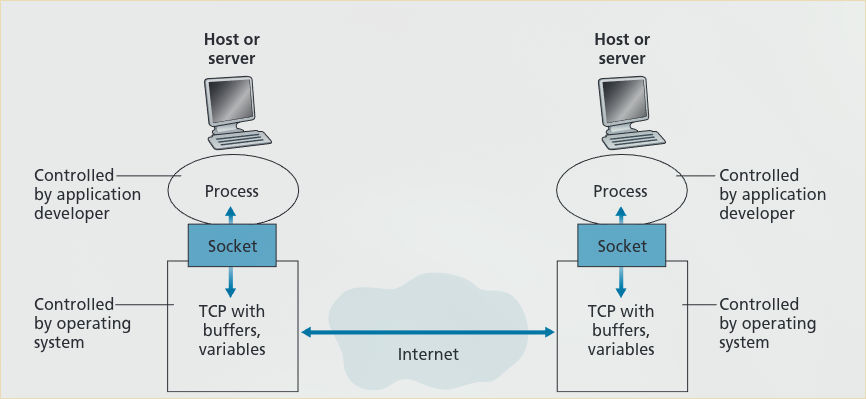 Host or
server
Host or
server
Controlled
by application
developer
Process
Process
Controlled
by application
developer
Socket
Socket
Controlled
by operating
system
TCP with
buffers,
variables
Internet
TCP with
buffers,
variables
Controlled
by operating
system